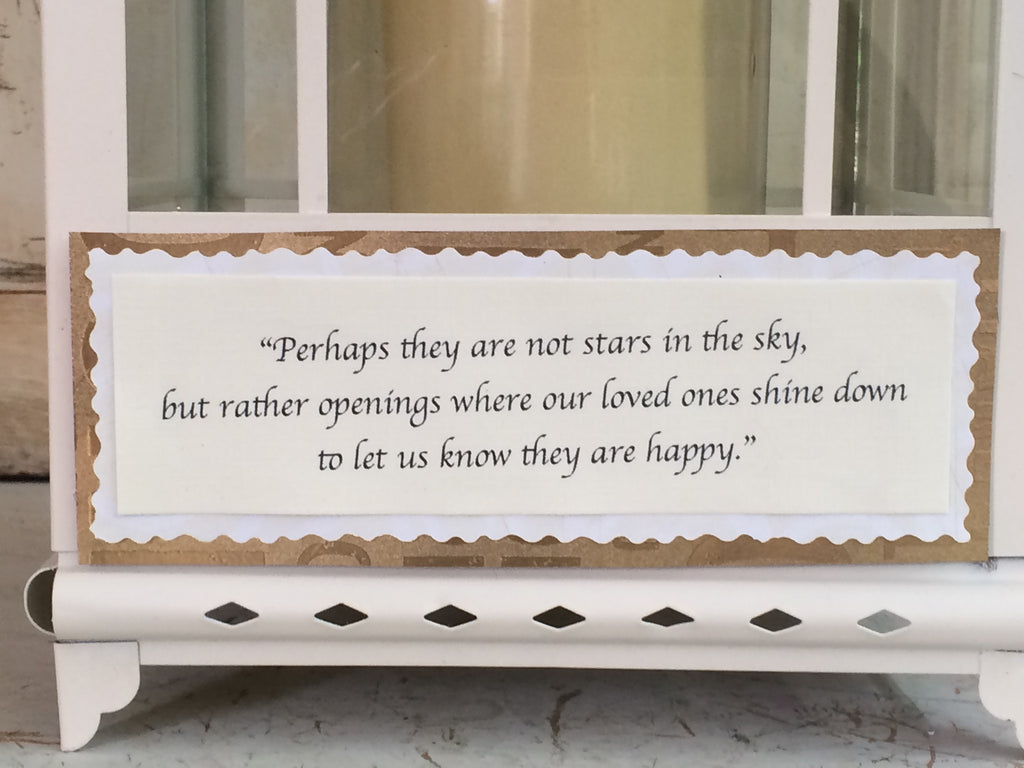 “Perhaps they are not stars in the sky,
but rather openings where our loved ones shine down
to let us know they are happy.”